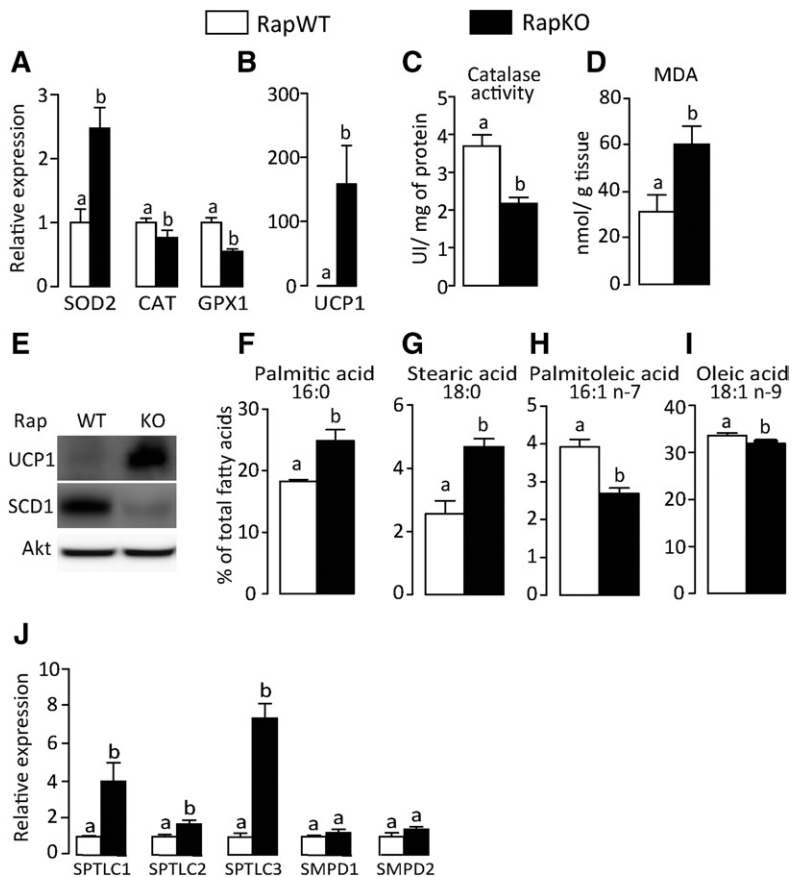 RapWT RapKO
A B C D
Catalase activity MDA
Relative expression
3
2
1
0
a b a b a b
SOD2 CAT GPX1
300
200
100
0
a b
UCP1
UI/ mg of protein
5
4
3
2
1
0
a b
nmol/ g tissue
80
60
40
20
0
a b
E F G H I
Rap WT KO
UCP1
SCD1
Akt
Palmitic acid
16:0
% of total fatty acids
30
20
10
0
a b
Stearic acid
18:0
6
4
2
0
a b
Palmitoleic acid
16:1 n-7
5
4
3
2
1
0
a b
Oleic acid
18:1 n-9
40
30
20
10
0
a b
J
Relative expression
10
8
6
4
2
0
a b a b a b a a a a
SPTLC1 SPTLC2 SPTLC3 SMPD1 SMPD2